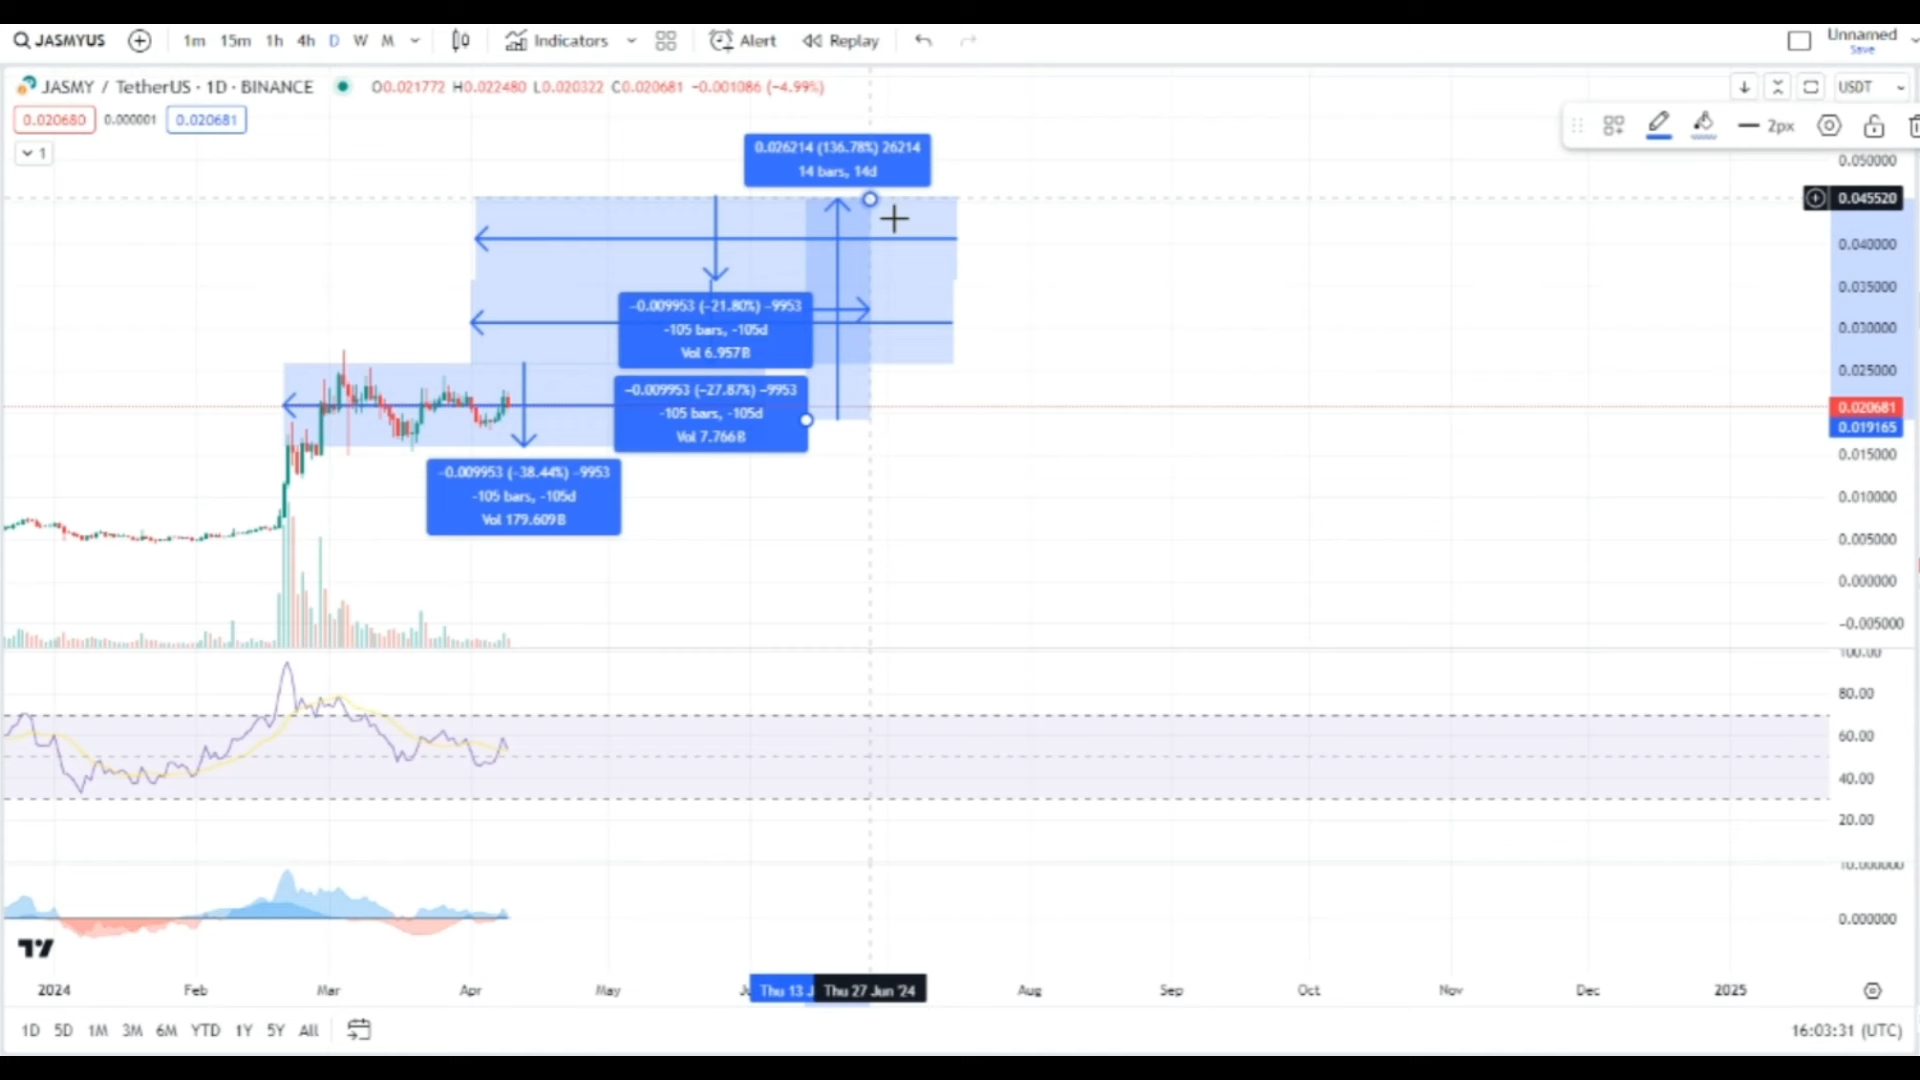 JASMYUS 1m 15m 1h 4h D W M Indicators Alert Replay Unnamed
Save
JASMY / TetherUS · 1D · BINANCE O0.021772 H0.022480 L0.020322 C0.020681 −0.001086 (−4.99%) USDT
0.020680 0.000001 0.020681
2px
1
0.026214 (136.78%) 26214
14 bars, 14d
0.050000
0.045520
0.040000
0.035000
0.030000
0.025000
0.020681
0.019165
0.015000
0.010000
0.005000
0.000000
−0.005000
−0.009953 (−21.80%) −9953
-105 bars, -105d
Vol 6.957B
−0.009953 (−27.87%) −9953
-105 bars, -105d
Vol 7.766B
−0.009953 (−38.44%) −9953
-105 bars, -105d
Vol 179.609B
100.00
80.00
60.00
40.00
20.00
10.000000
0.000000
2024 Feb Mar Apr May Thu 13 J Thu 27 Jun '24 Aug Sep Oct Nov Dec 2025
1D 5D 1M 3M 6M YTD 1Y 5Y All 16:03:31 (UTC)